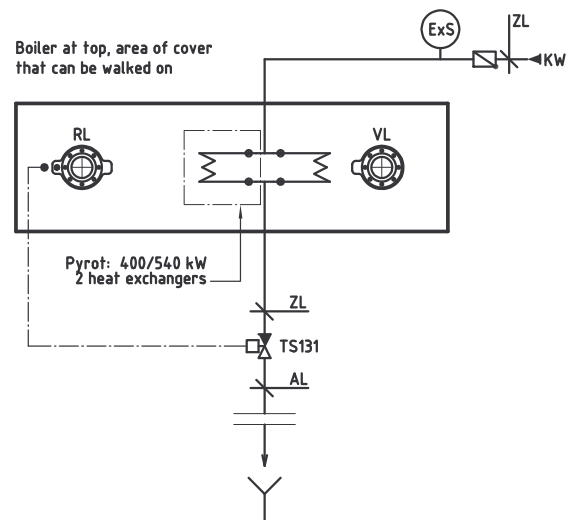 ZL
ExS
Boiler at top, area of cover
that can be walked on
KW
RL
VL
Pyrot: 400/540 kW
2 heat exchangers
ZL
TS131
AL